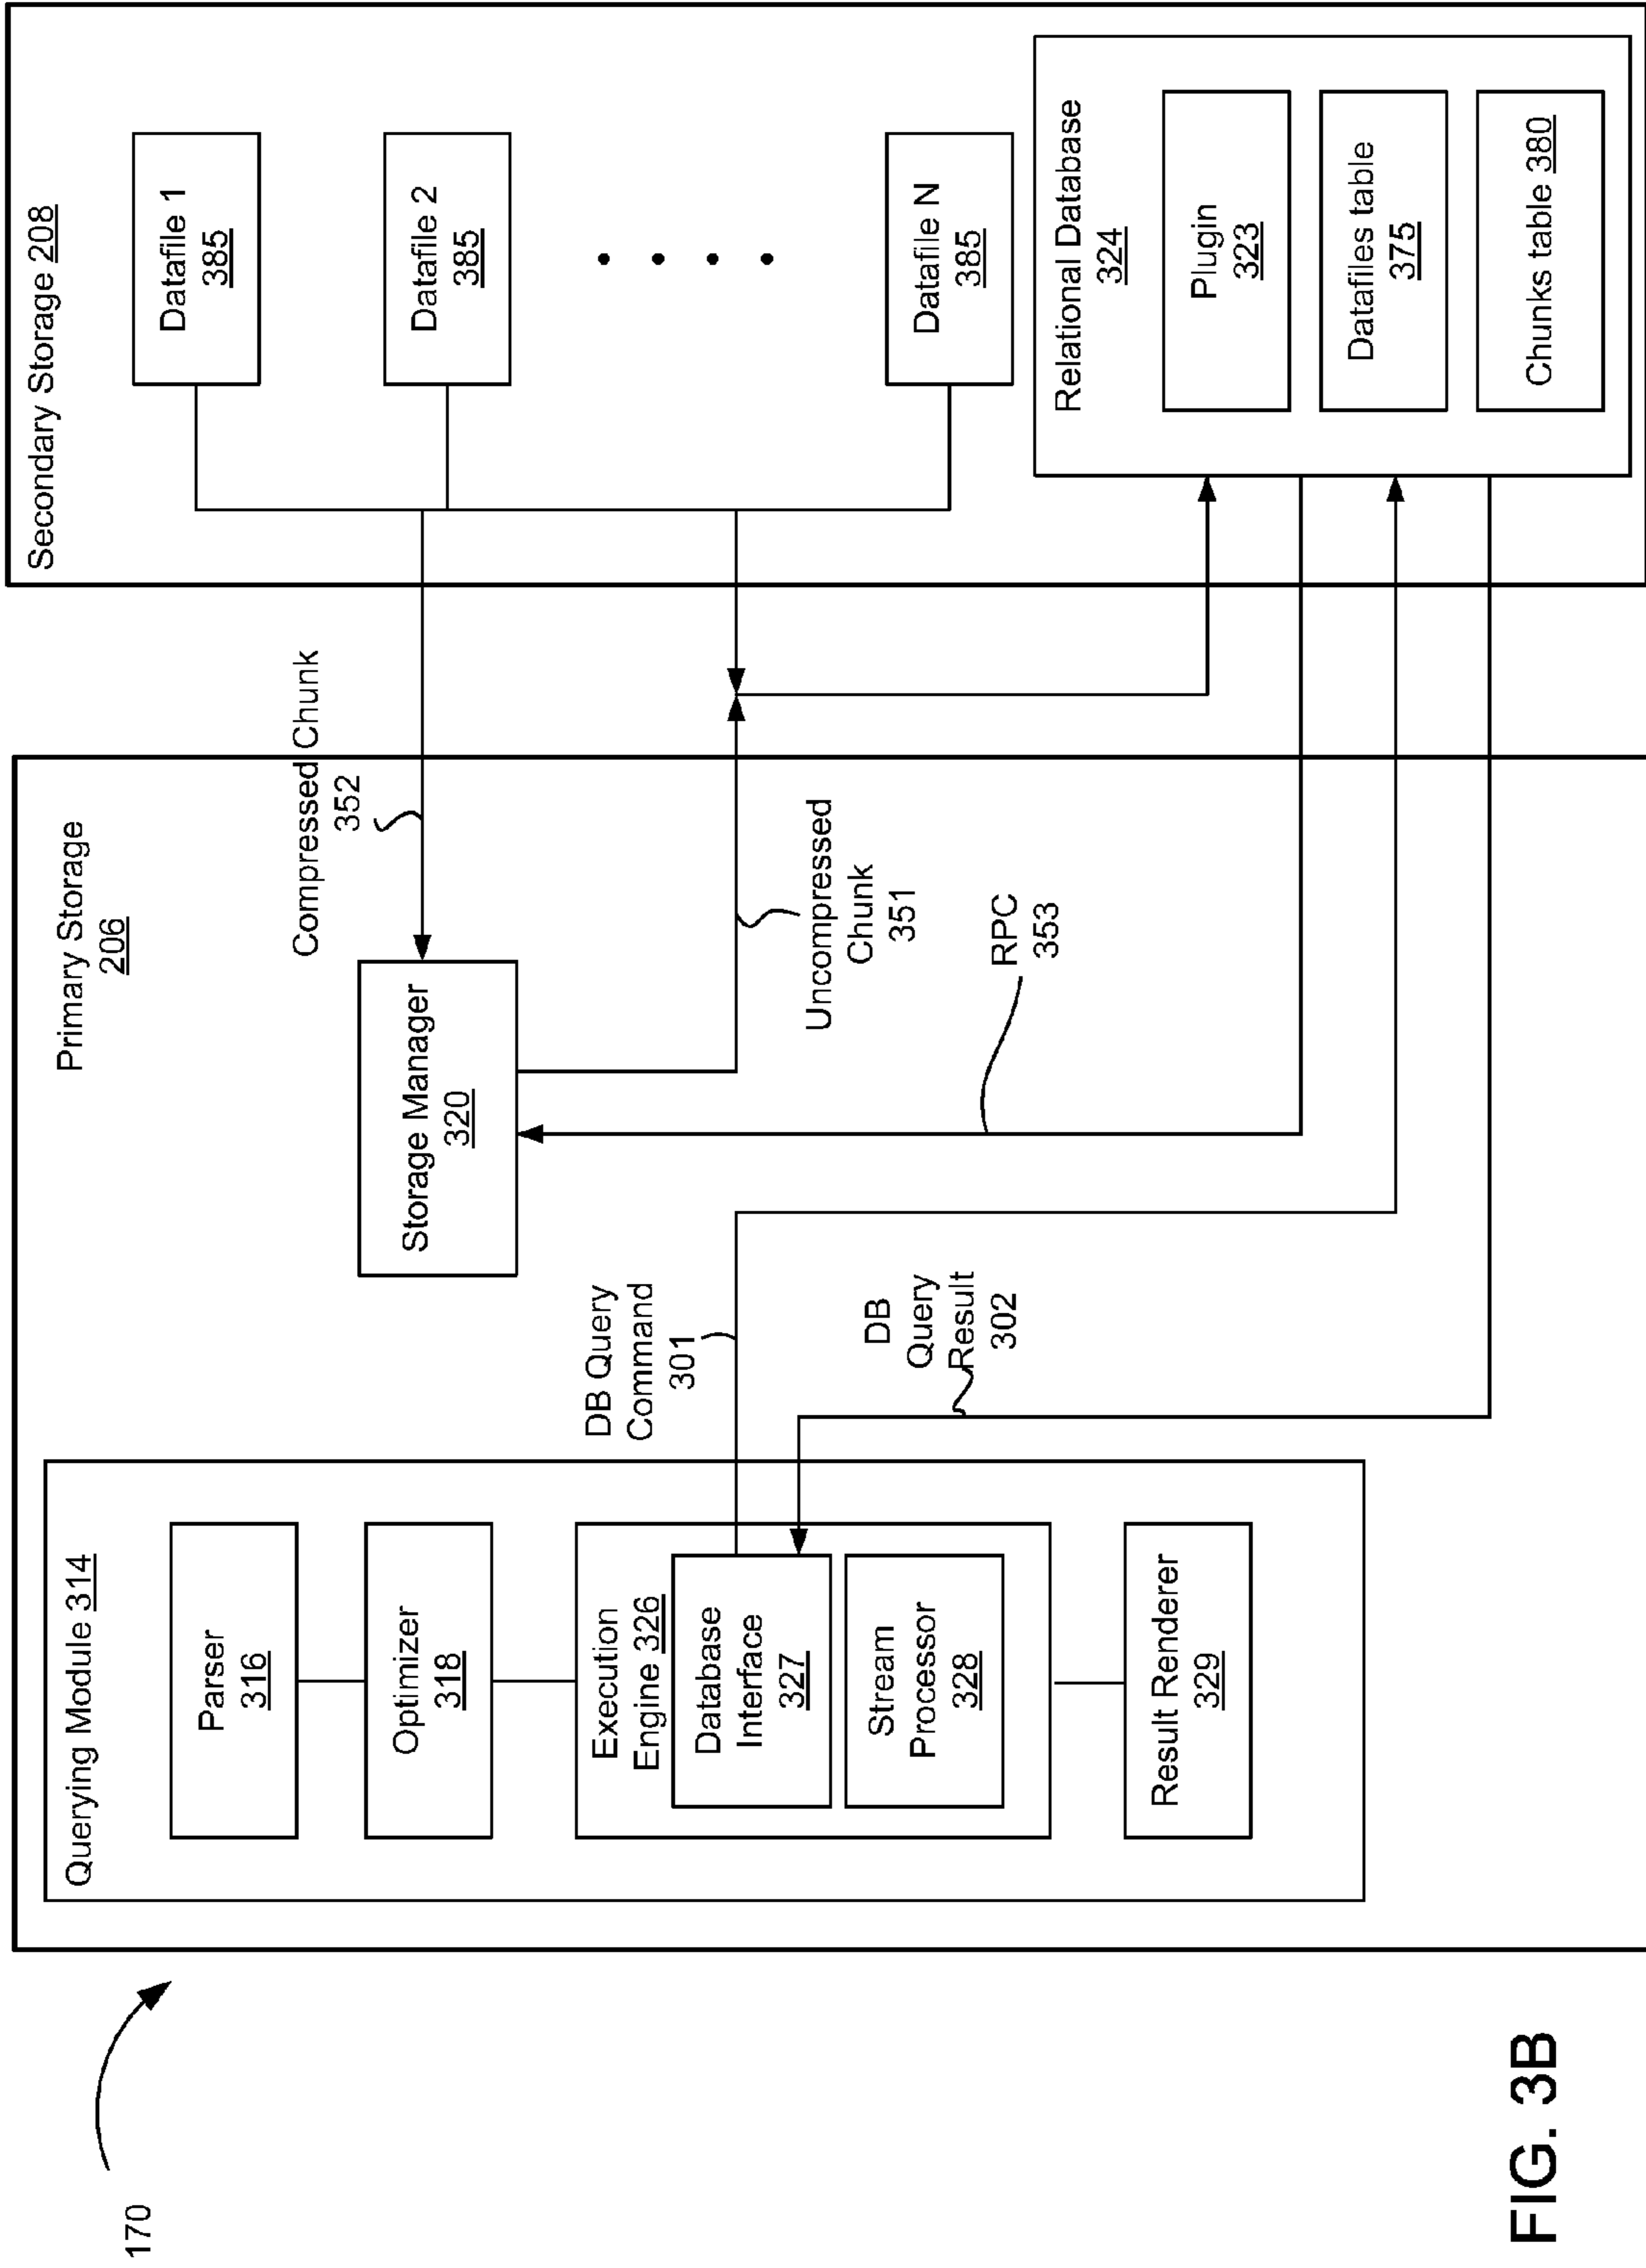 170
Primary Storage
206
Querying Module 314
Parser
316
Optimizer
318
Execution
Engine 326
Database
Interface
327
Stream
Processor
328
Result Renderer
329
DB Query
Command
301
DB
Query
Result
302
Storage Manager
320
Compressed Chunk
352
Uncompressed
Chunk
351
RPC
353
Secondary Storage 208
Datafile 1
385
Datafile 2
385
Datafile N
385
Relational Database
324
Plugin
323
Datafiles table
375
Chunks table 380
FIG. 3B